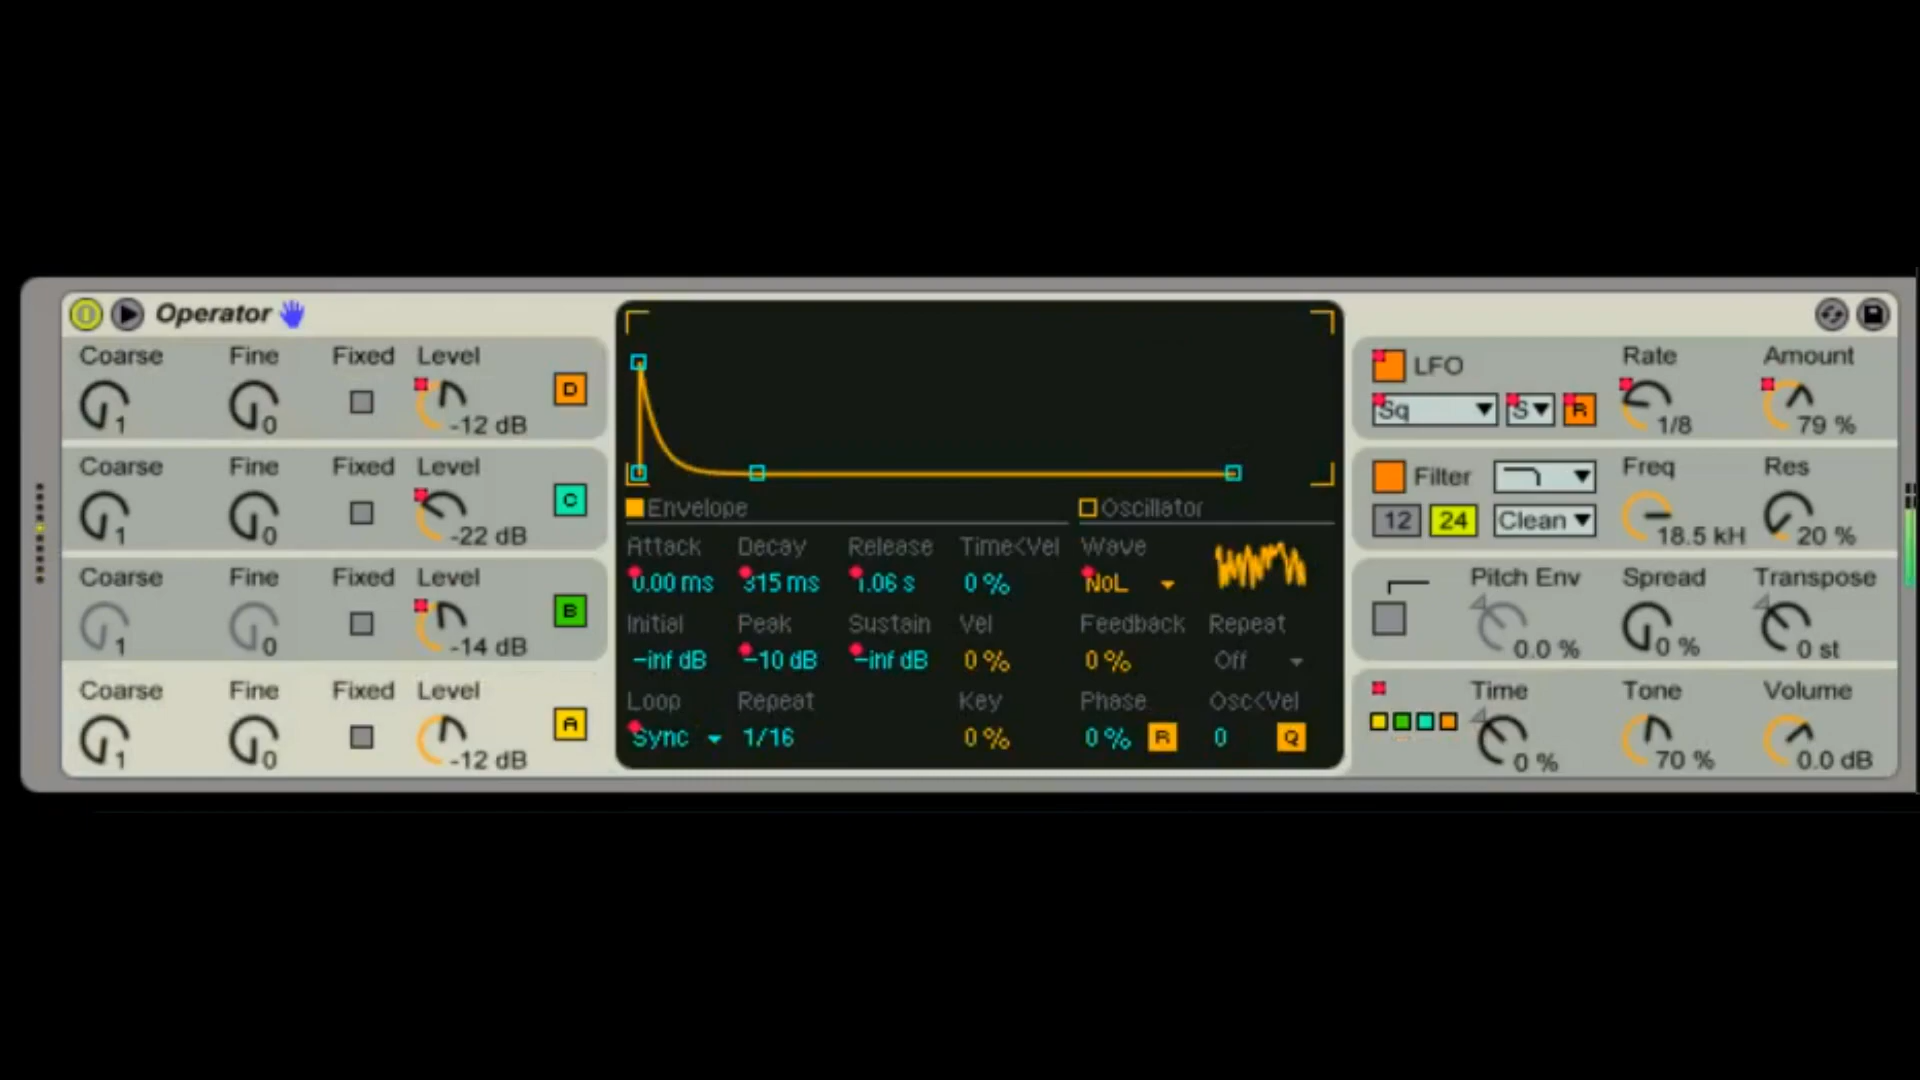 Operator
Coarse Fine Fixed Level
1 0 -12 dB D
Coarse Fine Fixed Level
1 0 -22 dB C
Coarse Fine Fixed Level
1 0 -14 dB B
Coarse Fine Fixed Level
1 0 -12 dB A
Envelope Oscillator
Attack Decay Release Time<Vel Wave
0.00 ms 315 ms 1.06 s 0 % NoL
Initial Peak Sustain Vel Feedback Repeat
-inf dB -10 dB -inf dB 0 % 0 % Off
Loop Repeat Key Phase Osc<Vel
Sync 1/16 0 % 0 % R 0 Q
LFO Rate Amount
Sq S R 1/8 79 %
Filter Freq Res
12 24 Clean 18.5 kH 20 %
Pitch Env Spread Transpose
0.0 % 0 % 0 st
Time Tone Volume
0 % 70 % 0.0 dB